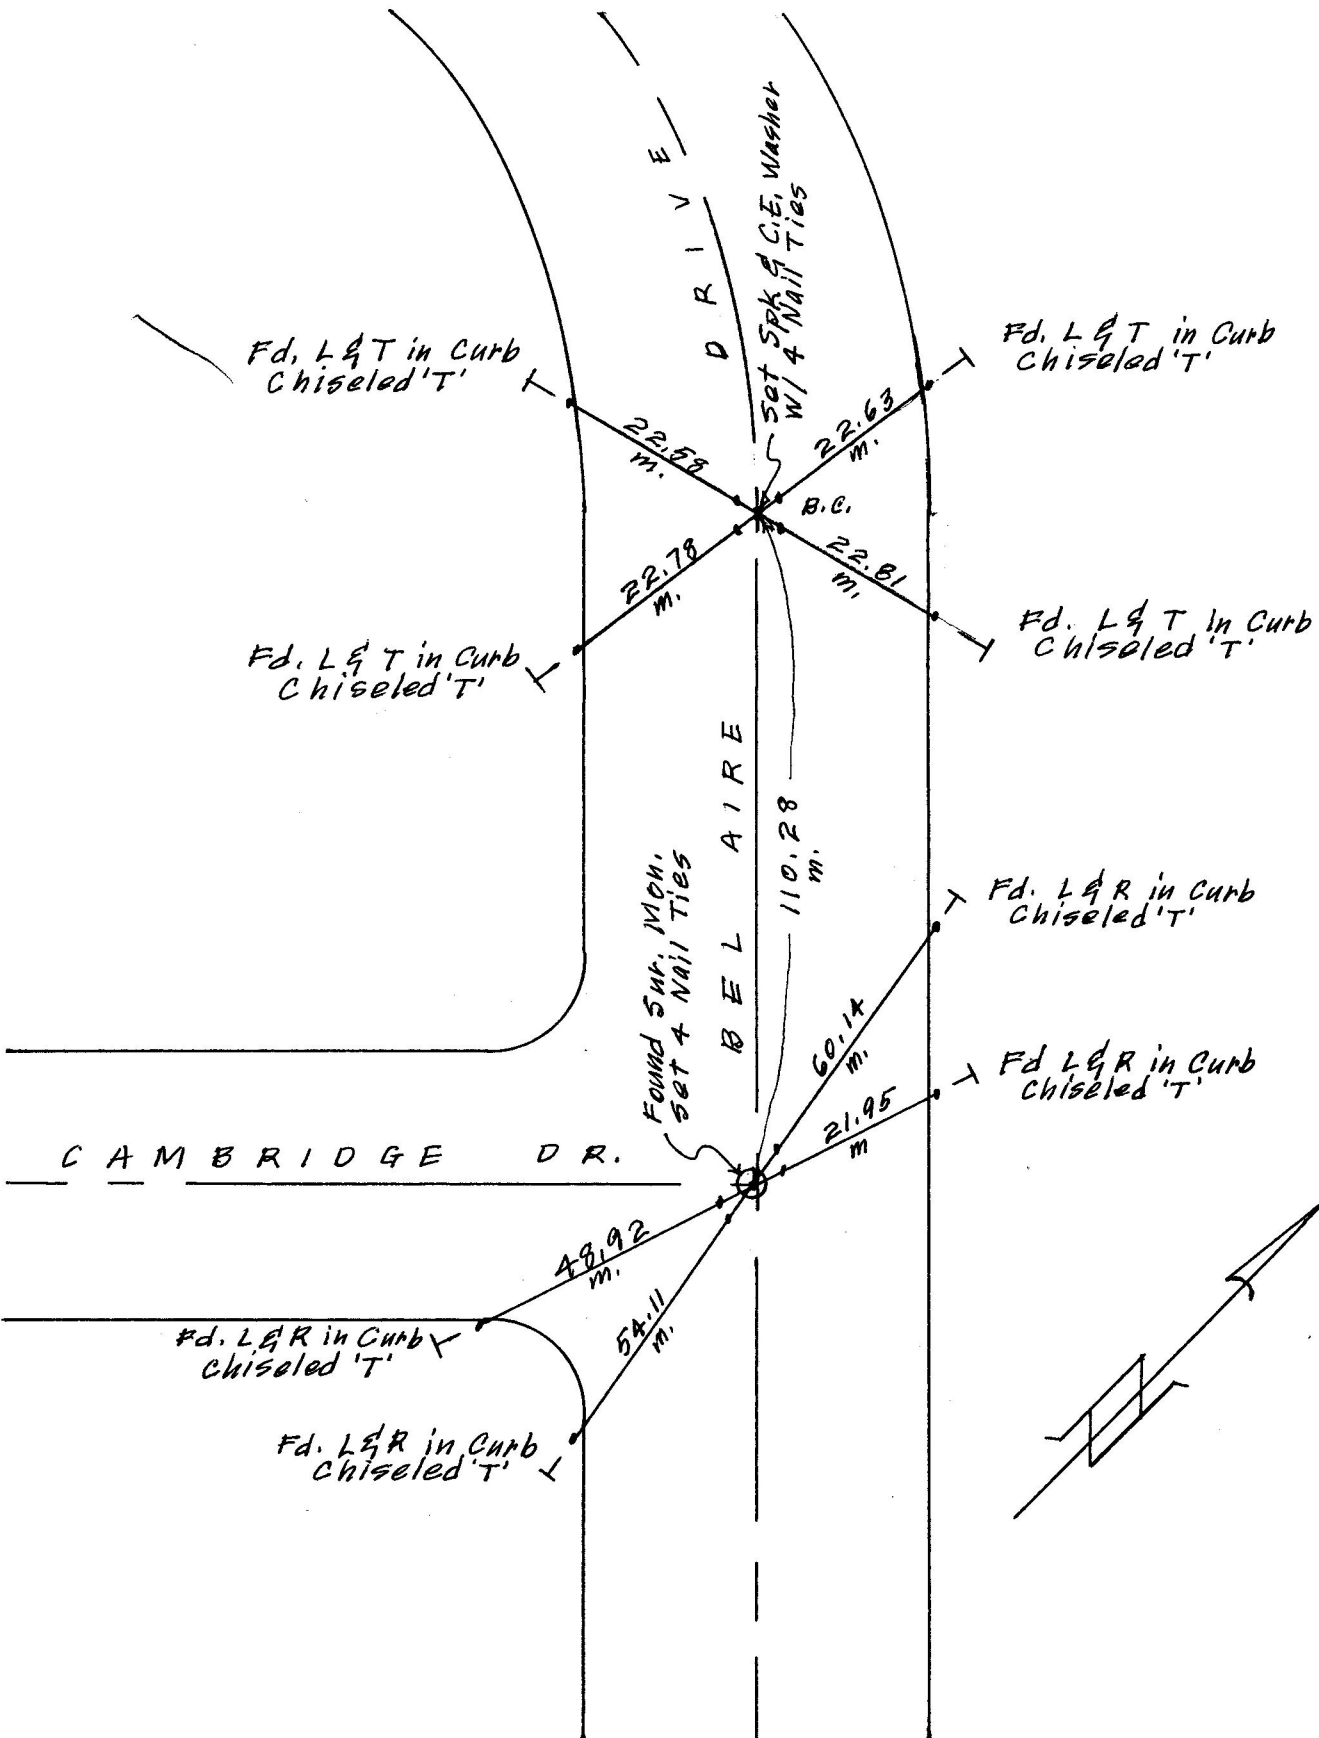 DRIVE
Set Spk & C.E. Washer
W/ 4 Nail Ties
Fd. L & T in Curb
Chiseled 'T'
Fd. L & T in Curb
Chiseled 'T'
22.58
m.
22.63
m.
B.C.
22.78
m.
22.81
m.
Fd. L & T in Curb
Chiseled 'T'
Fd. L & T in Curb
Chiseled 'T'
BEL AIRE
110.28
m.
Found Sur. Mon.
Set 4 Nail Ties
Fd. L & R in Curb
Chiseled 'T'
60.14
m.
Fd L & R in Curb
Chiseled 'T'
21.95
m
CAMBRIDGE DR.
48.92
m.
54.11
m.
Fd. L & R in Curb
Chiseled 'T'
Fd. L & R in Curb
Chiseled 'T'
N